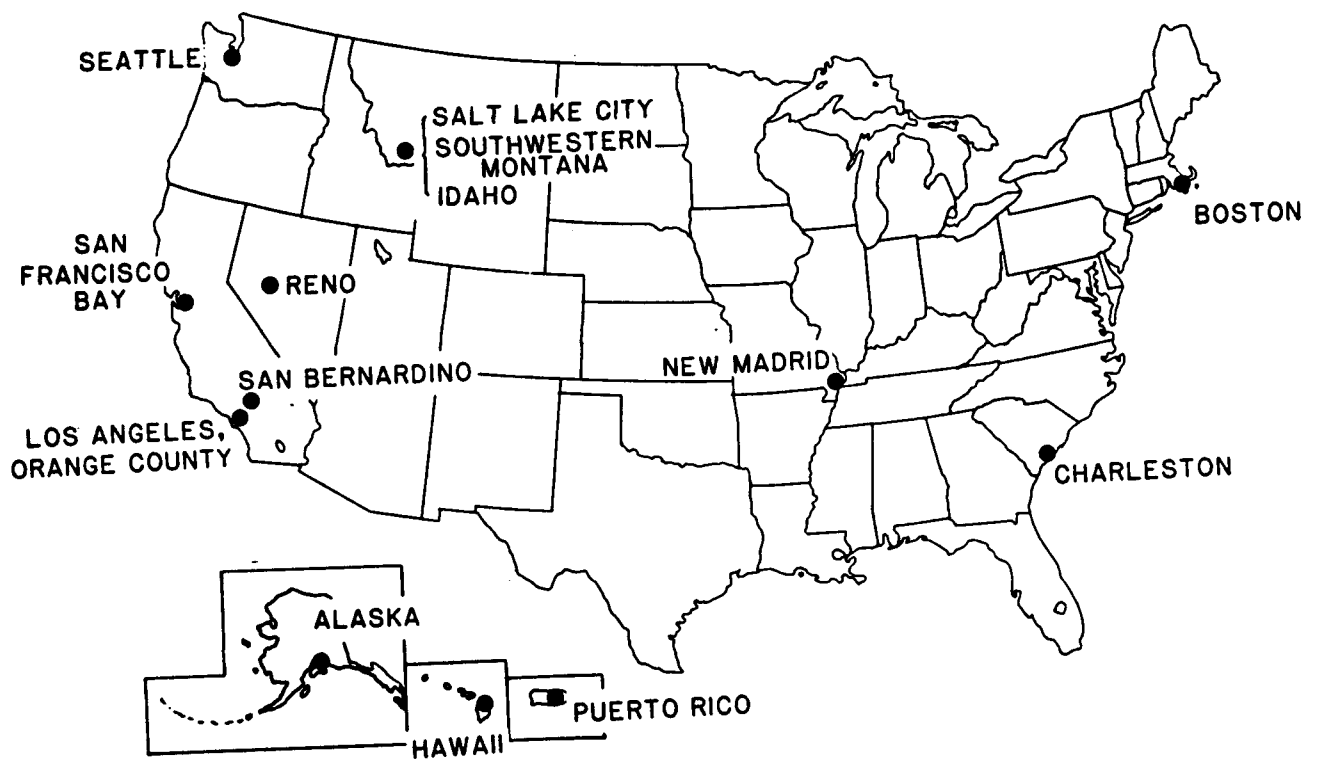 SEATTLE
SALT LAKE CITY
SOUTHWESTERN
MONTANA
IDAHO
BOSTON
SAN
FRANCISCO
BAY
RENO
SAN BERNARDINO
NEW MADRID
LOS ANGELES,
ORANGE COUNTY
CHARLESTON
ALASKA
PUERTO RICO
HAWAII